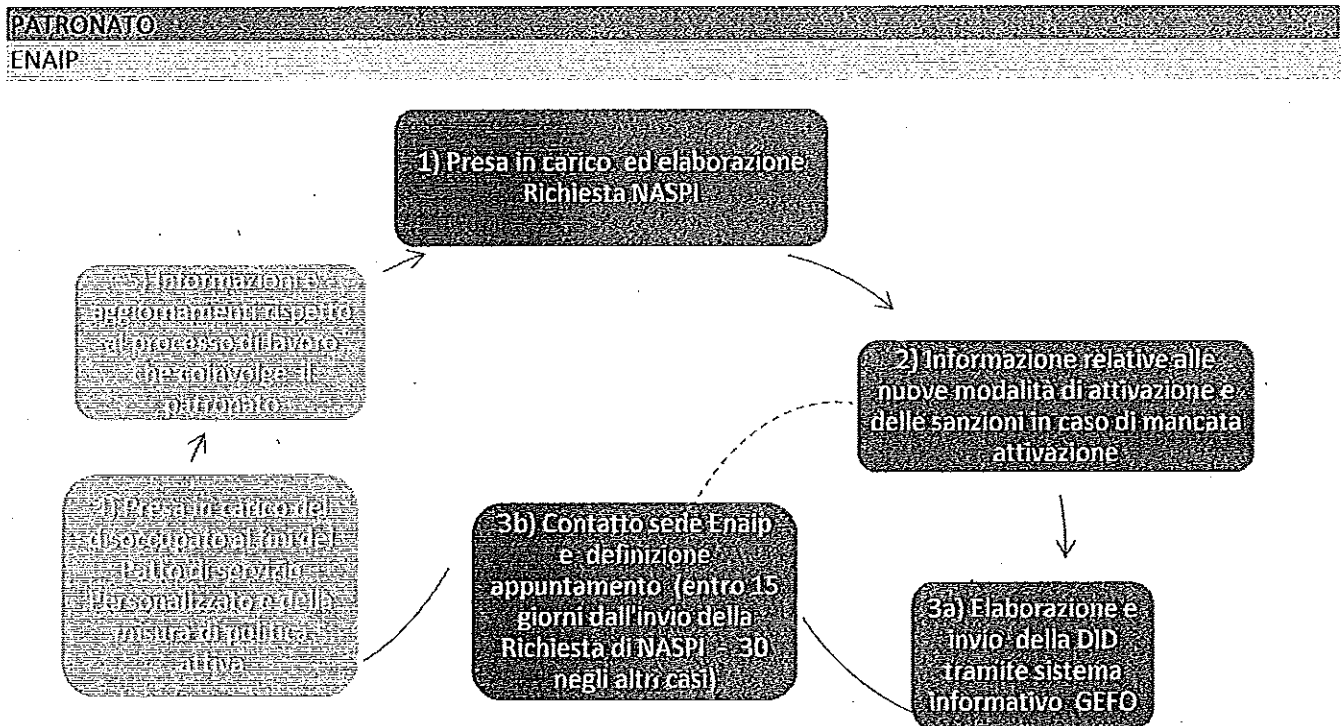 PATRONATO
ENAIP
1) Presa in carico ed elaborazione
Richiesta NASPI
2) Informazione relative alle
nuove modalità di attivazione e
delle sanzioni in caso di mancata
attivazione
3a) Elaborazione e
invio della DID
tramite sistema
informativo GEFO
3b) Contatto sede Enaip
e definizione
appuntamento (entro 15
giorni dall'invio della
Richiesta di NASPI - 30
negli altri casi)
Presa in carico del
disoccupato ai fini del
Patto di servizio
Personalizzato e della
misura di politica
attiva
5) Informazioni e
aggiornamenti rispetto
al processo di lavoro
che coinvolge il
patronato